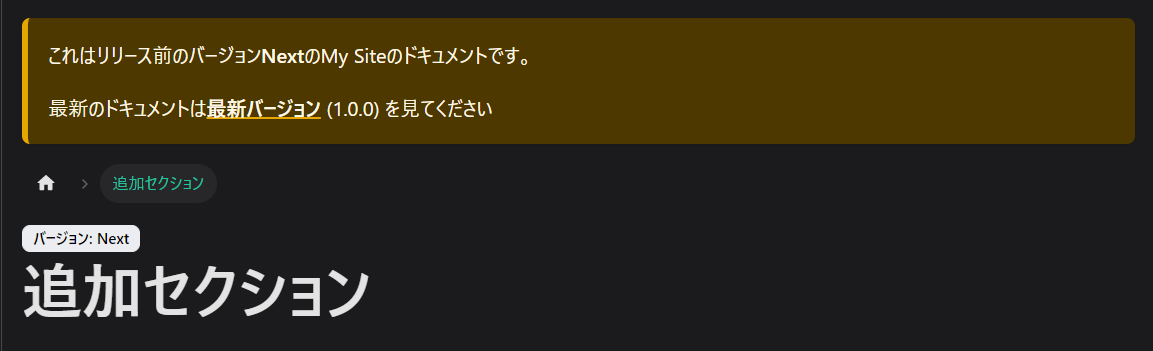 これはリリース前のバージョンNextのMy Siteのドキュメントです。
最新のドキュメントは最新バージョン (1.0.0) を見てください
追加セクション
バージョン: Next
追加セクション